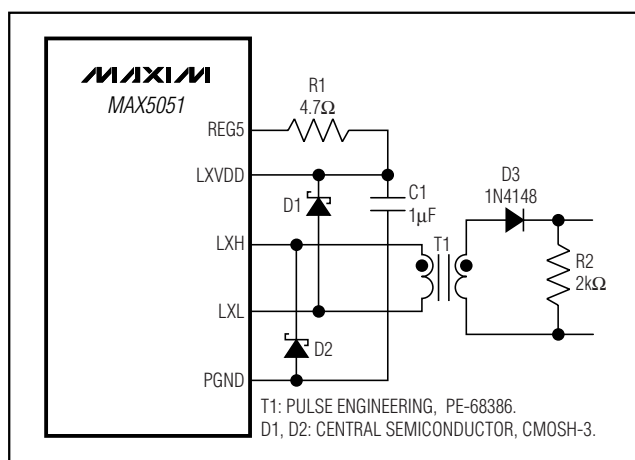 MAXIM
MAX5051
REG5
LXVDD
LXH
LXL
PGND
R1
4.7Ω
D1
C1
1µF
D2
T1
D3
1N4148
R2
2kΩ
T1: PULSE ENGINEERING, PE-68386.
D1, D2: CENTRAL SEMICONDUCTOR, CMOSH-3.